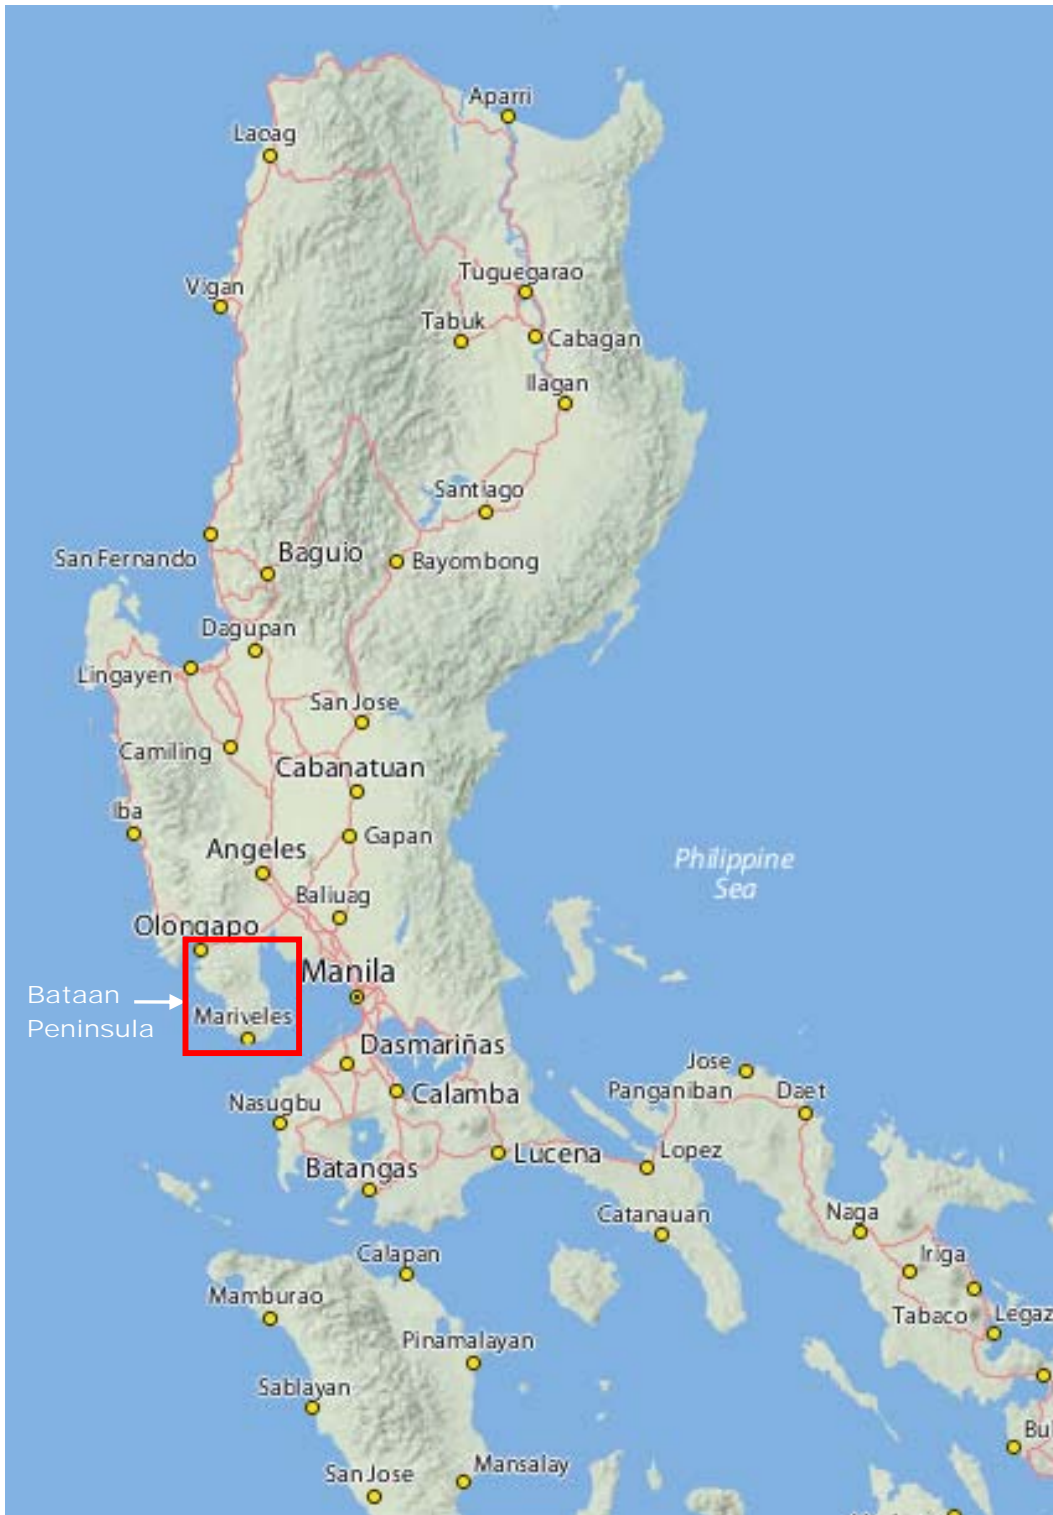 Aparri
Laoag
Tuguegarao
Vigan
Tabuk
Cabagan
Ilagan
Santiago
San Fernando
Baguio
Bayombong
Dagupan
Lingayen
San Jose
Camiling
Cabanatuan
Iba
Gapan
Angeles
Philippine
Sea
Baliuag
Olongapo
Manila
Bataan
Peninsula
Mariveles
Dasmariñas
Jose
Panganiban
Daet
Calamba
Nasugbu
Lucena
Lopez
Batangas
Catanauan
Naga
Calapan
Iriga
Mamburao
Tabaco
Legaz
Pinamalayan
Sablayan
Bul
San Jose
Mansalay